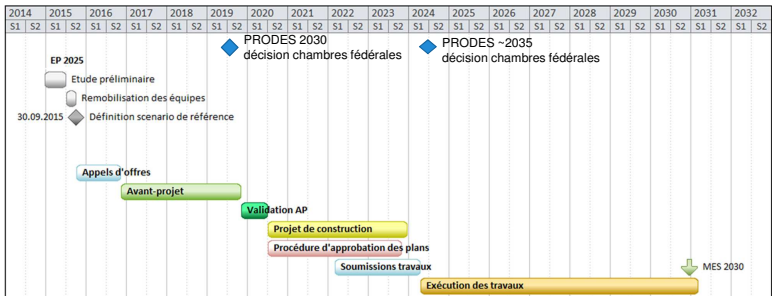 2014 2015 2016 2017 2018 2019 2020 2021 2022 2023 2024 2025 2026 2027 2028 2029 2030 2031 2032
S1 S2 S1 S2 S1 S2 S1 S2 S1 S2 S1 S2 S1 S2 S1 S2 S1 S2 S1 S2 S1 S2 S1 S2 S1 S2 S1 S2 S1 S2 S1 S2 S1 S2 S1 S2 S1 S2
PRODES 2030
décision chambres fédérales
PRODES ~2035
décision chambres fédérales
EP 2025
Etude préliminaire
Remobilisation des équipes
30.09.2015 Définition scenario de référence
Appels d'offres
Avant-projet
Validation AP
Projet de construction
Procédure d'approbation des plans
Soumissions travaux
MES 2030
Exécution des travaux